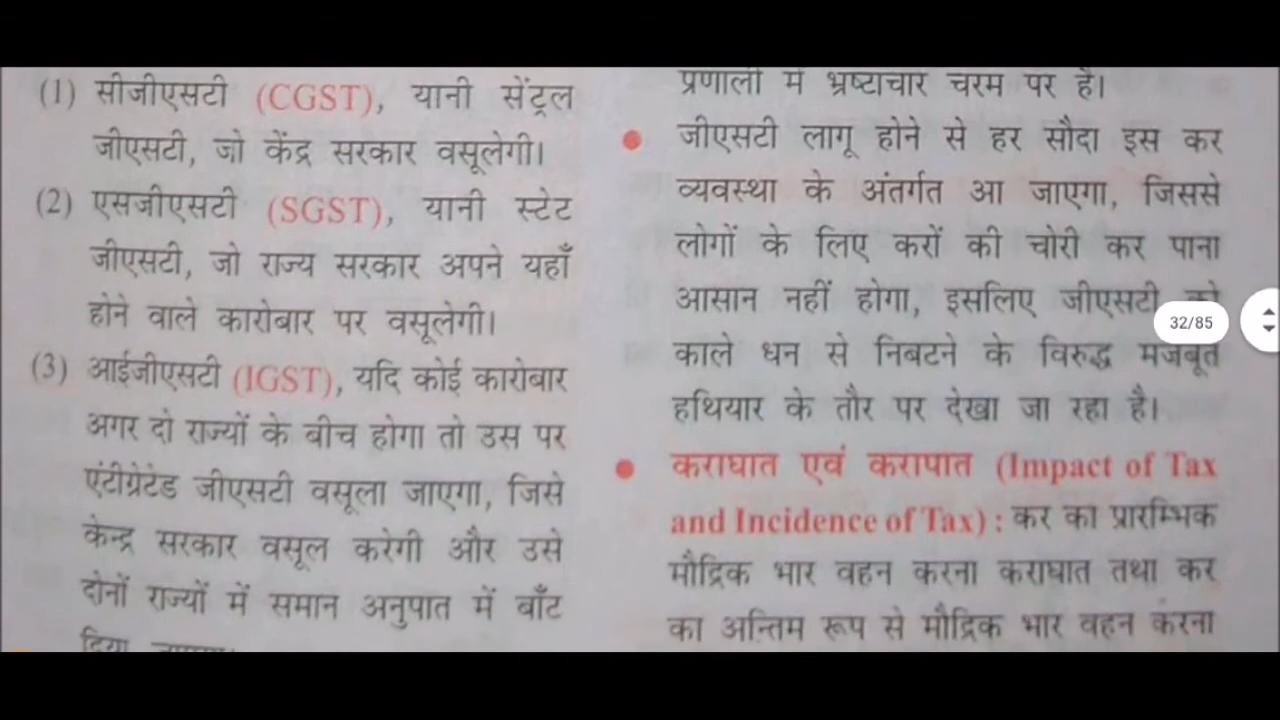 (1) सीजीएसटी (CGST), यानी सेंट्रल
जीएसटी, जो केंद्र सरकार वसूलेगी।
(2) एसजीएसटी (SGST), यानी स्टेट
जीएसटी, जो राज्य सरकार अपने यहाँ
होने वाले कारोबार पर वसूलेगी।
(3) आईजीएसटी (IGST), यदि कोई कारोबार
अगर दो राज्यों के बीच होगा तो उस पर
एंटीग्रेटेड जीएसटी वसूला जाएगा, जिसे
केन्द्र सरकार वसूल करेगी और उसे
दोनों राज्यों में समान अनुपात में बाँट
प्रणाली में भ्रष्टाचार चरम पर है।
● जीएसटी लागू होने से हर सौदा इस कर
व्यवस्था के अंतर्गत आ जाएगा, जिससे
लोगों के लिए करों की चोरी कर पाना
आसान नहीं होगा, इसलिए जीएसटी को
काले धन से निबटने के विरुद्ध मजबूत
हथियार के तौर पर देखा जा रहा है।
● कराघात एवं करापात (Impact of Tax
and Incidence of Tax) : कर का प्रारम्भिक
मौद्रिक भार वहन करना कराघात तथा कर
का अन्तिम रूप से मौद्रिक भार वहन करना
32/85